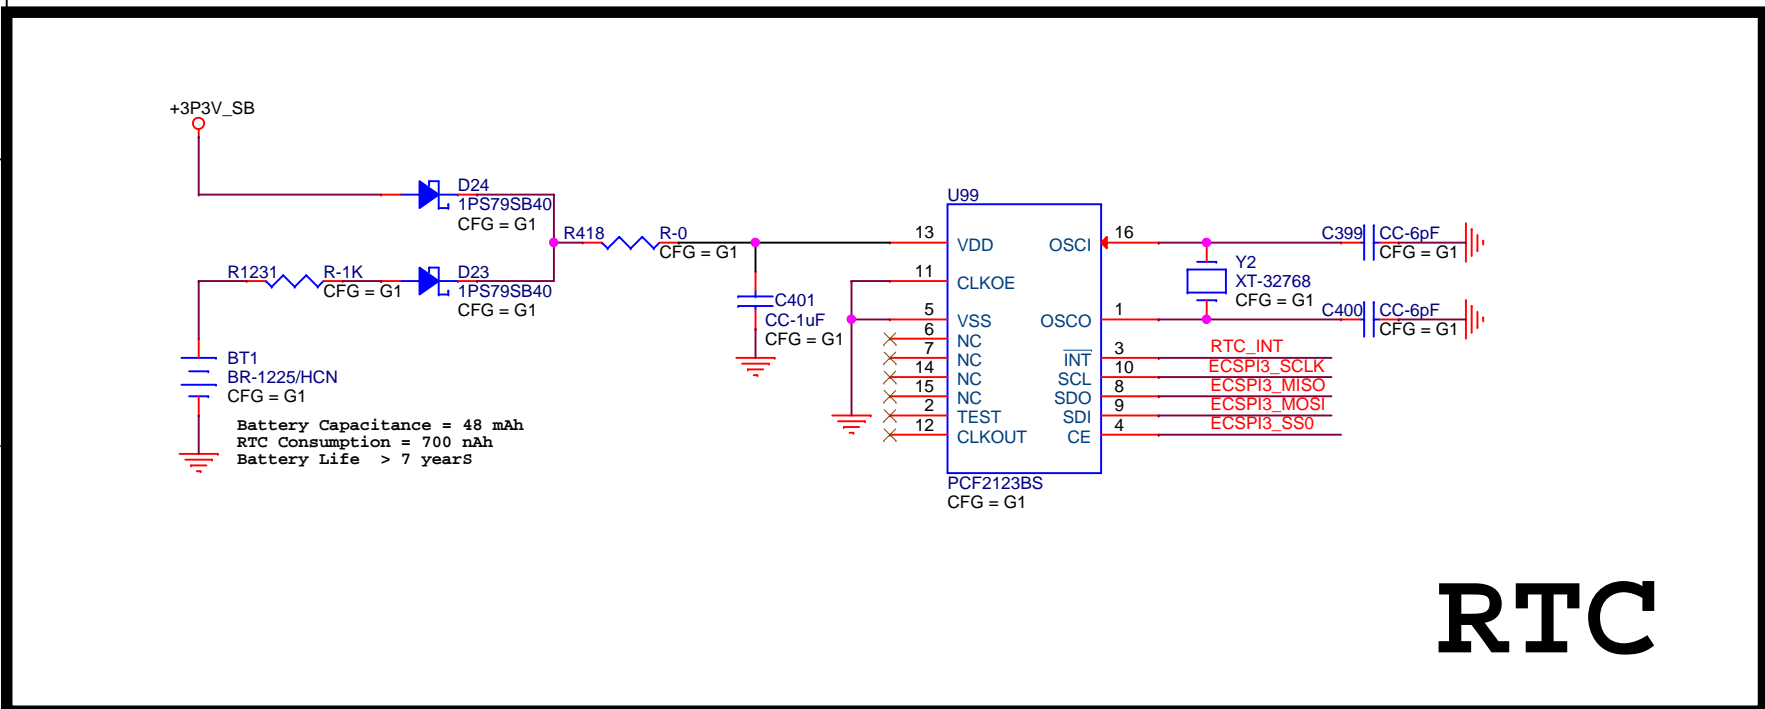 +3P3V_SB
D24
1PS79SB40
CFG = G1
R418
R-0
CFG = G1
R1231
R-1K
CFG = G1
D23
1PS79SB40
CFG = G1
BT1
BR-1225/HCN
CFG = G1
Battery Capacitance = 48 mAh
RTC Consumption = 700 nAh
Battery Life > 7 yearS
C401
CC-1uF
CFG = G1
U99
13 VDD
11 CLKOE
5 VSS
6 NC
7 NC
14 NC
15 NC
2 TEST
12 CLKOUT
OSCI 16
OSCO 1
INT 3
SCL 10
SDO 8
SDI 9
CE 4
PCF2123BS
CFG = G1
C399
CC-6pF
CFG = G1
Y2
XT-32768
CFG = G1
C400
CC-6pF
CFG = G1
RTC_INT
ECSPI3_SCLK
ECSPI3_MISO
ECSPI3_MOSI
ECSPI3_SS0
RTC